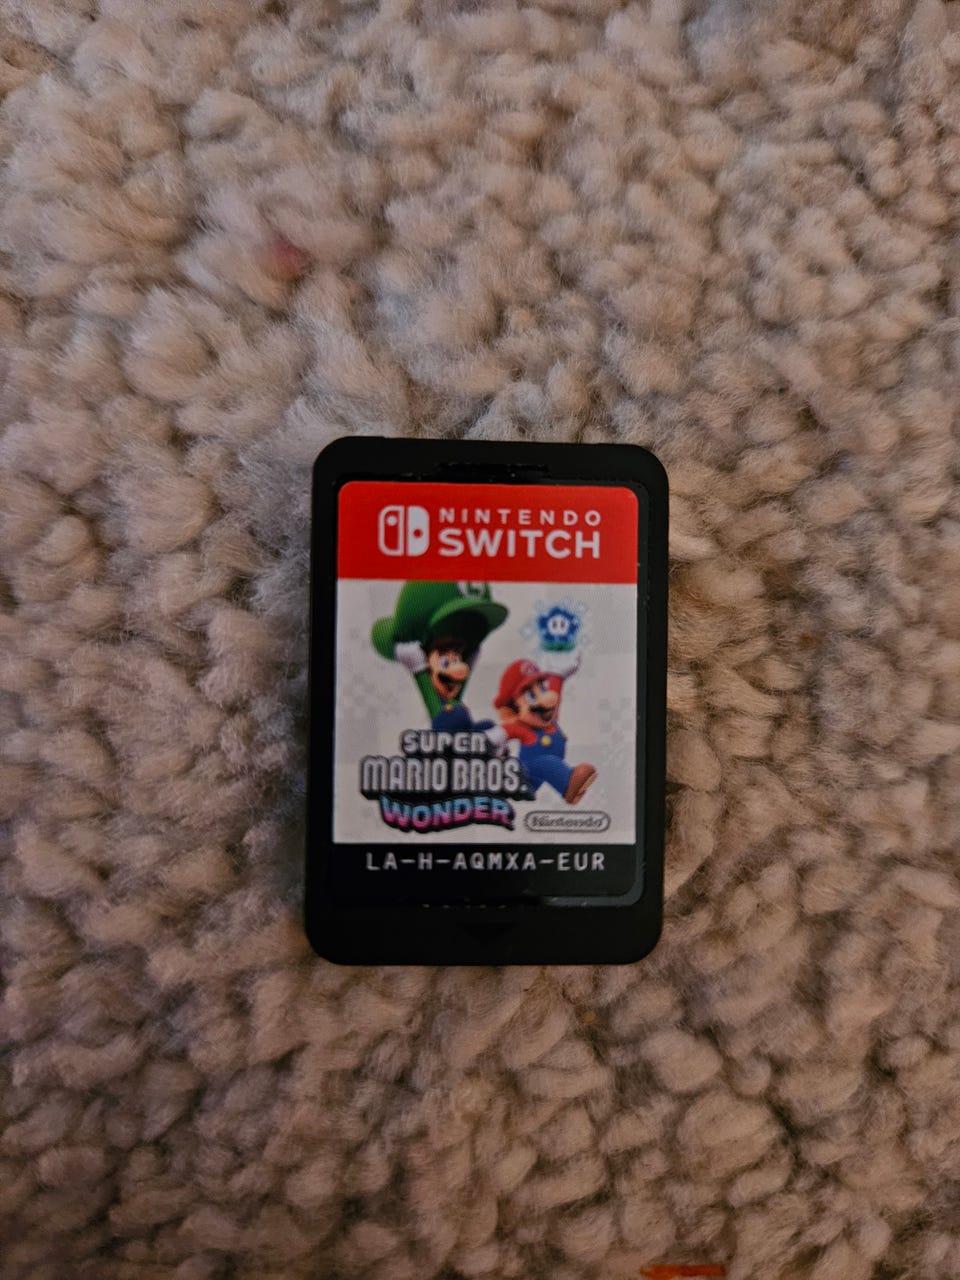 NINTENDO
SWITCH
SUPER
MARIO BROS.
WONDER
Nintendo
LA-H-AQMXA-EUR